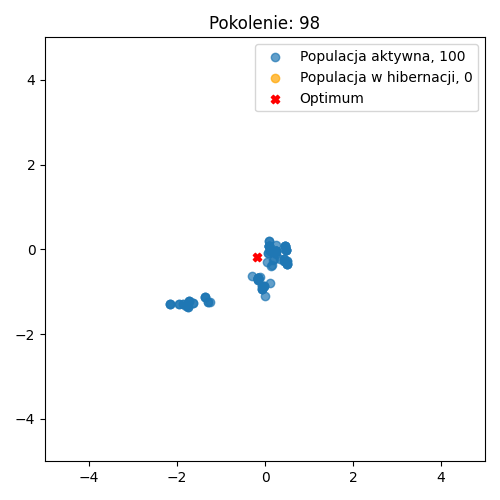 Pokolenie: 98
Populacja aktywna, 100
Populacja w hibernacji, 0
Optimum
4
2
0
−2
−4
−4 −2 0 2 4